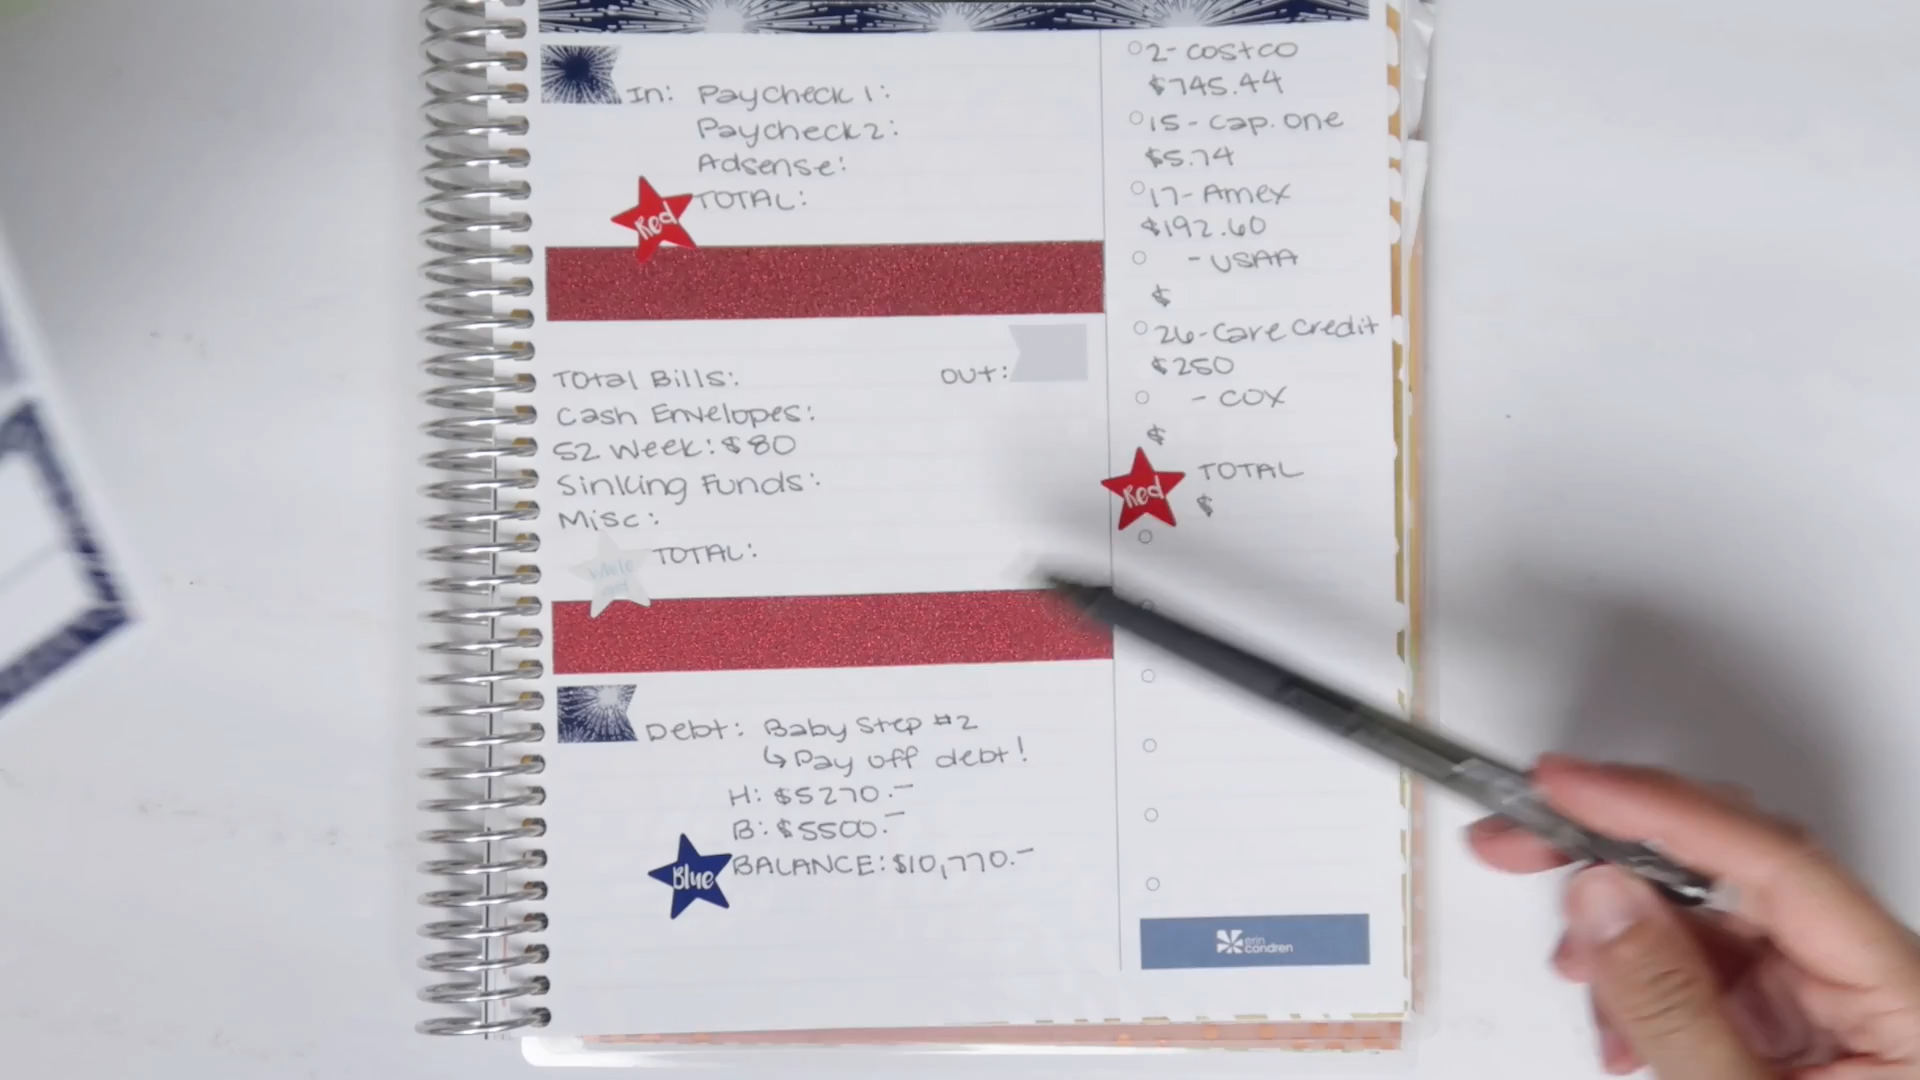 In: Paycheck 1:
Paycheck 2:
Adsense:
Red TOTAL:
Total Bills: OUT:
Cash Envelopes:
52 Week: $80
Sinking Funds:
Misc:
White TOTAL:
Debt: Baby Step #2
↳ Pay off debt!
H: $5270.-
B: $5500.-
Blue BALANCE: $10,770.-
2- Costco
$745.44
15- Cap. One
$5.74
17- Amex
$192.60
- USAA
$
26- Care Credit
$250
- COX
$
Red TOTAL
$
erin
condren